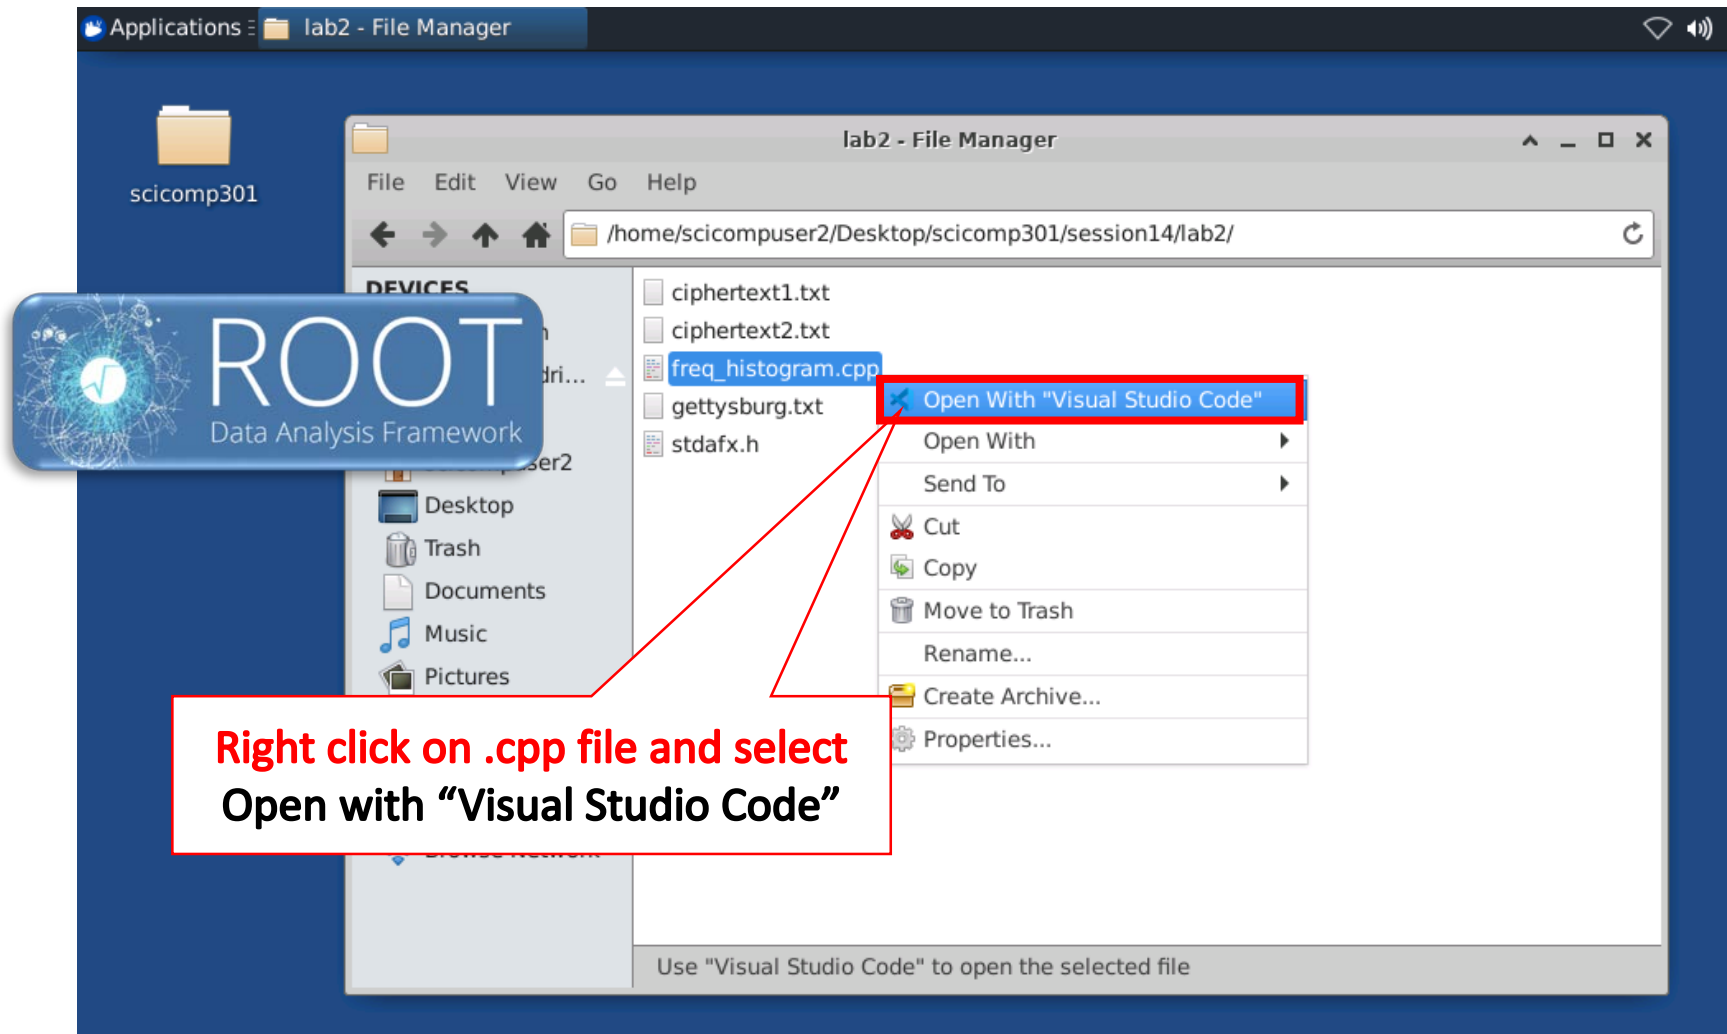 Applications
lab2 - File Manager
scicomp301
lab2 - File Manager
File Edit View Go Help
/home/scicompuser2/Desktop/scicomp301/session14/lab2/
DEVICES
ROOT
Data Analysis Framework
dri...
Desktop
Trash
Documents
Music
Pictures
Browse Network
ciphertext1.txt
ciphertext2.txt
freq_histogram.cpp
gettysburg.txt
stdafx.h
Open With "Visual Studio Code"
Open With
Send To
Cut
Copy
Move to Trash
Rename...
Create Archive...
Properties...
Right click on .cpp file and select
Open with “Visual Studio Code”
Use "Visual Studio Code" to open the selected file